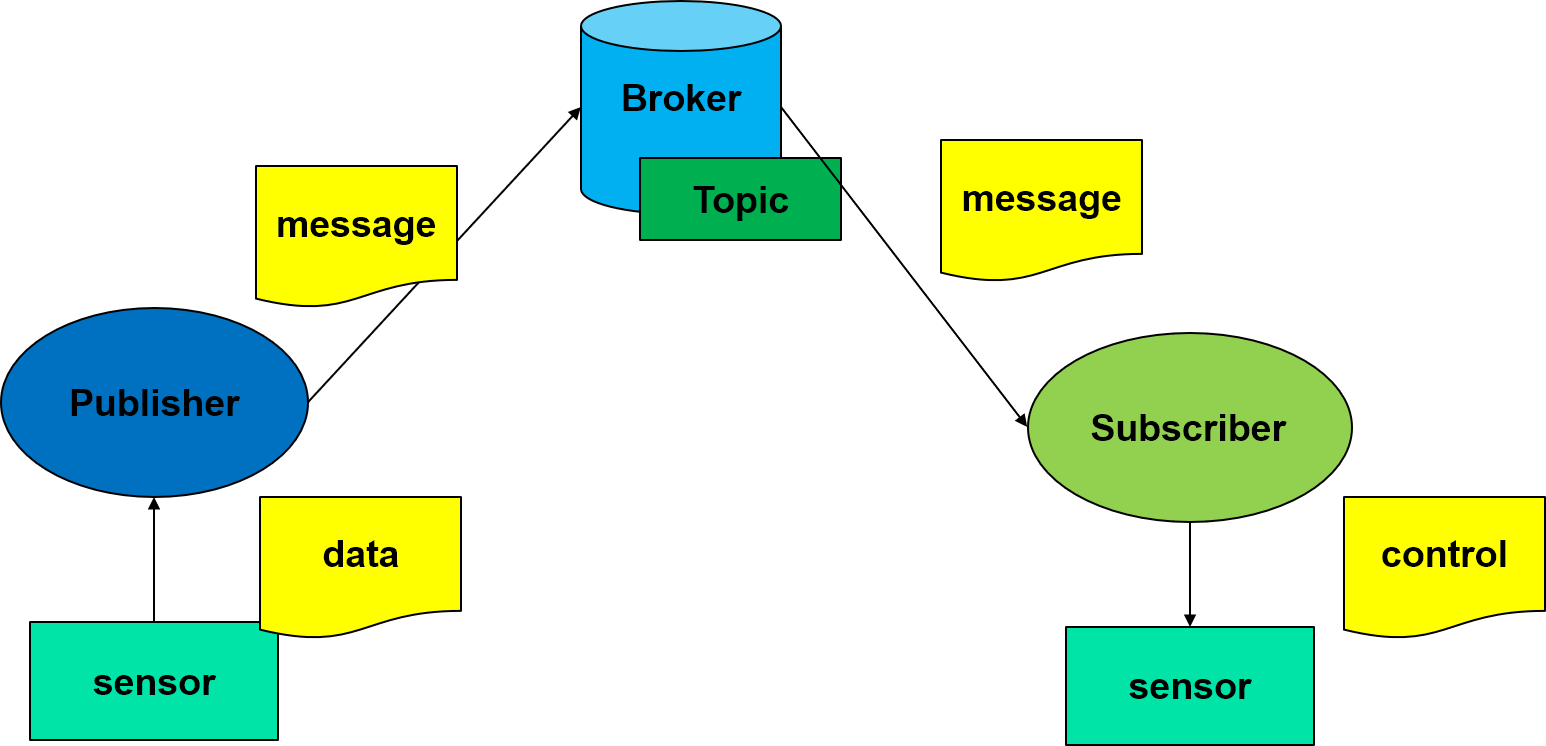 Broker
Topic
message
message
Publisher
Subscriber
data
control
sensor
sensor